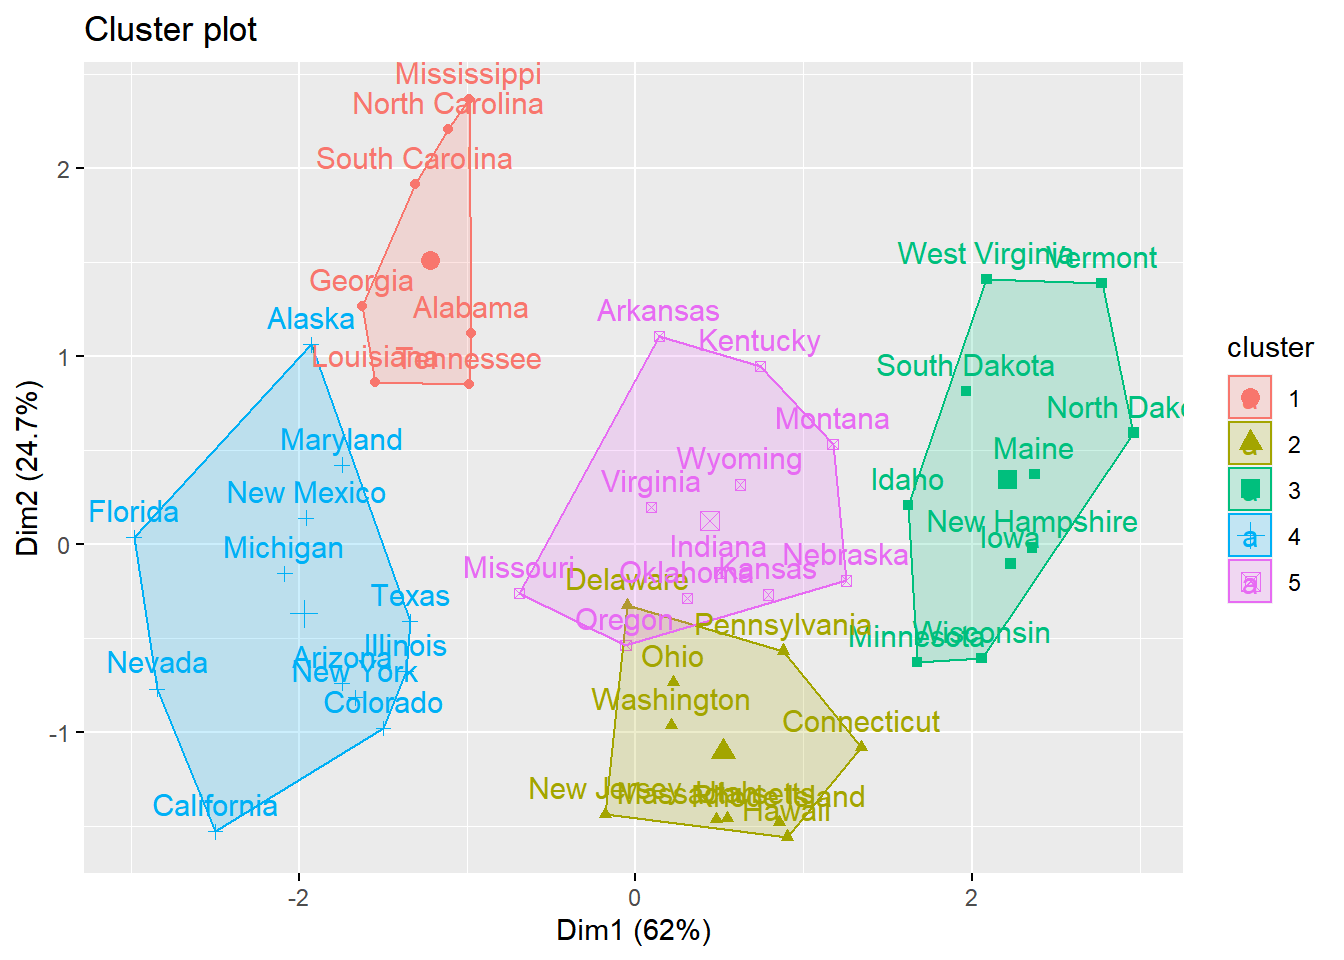 Cluster plot
Mississippi
North Carolina
South Carolina
Georgia
Alabama
Alaska
Louisiana
Tennessee
West Virginia
Vermont
Arkansas
Kentucky
South Dakota
North Dako
Montana
Maryland
Maine
Wyoming
Idaho
Virginia
New Mexico
Florida
New Hampshire
Iowa
Michigan
Indiana
Nebraska
Missouri
Oklahoma
Kansas
Delaware
Texas
Oregon
Pennsylvania
Minnesota
Wisconsin
Illinois
Arizona
New York
Nevada
Ohio
Colorado
Washington
Connecticut
New Jersey
Massachusetts
Utah
Rhode Island
Hawaii
California
2
1
0
-1
-2
0
2
Dim1 (62%)
Dim2 (24.7%)
cluster
a 1
a 2
a 3
a 4
a 5